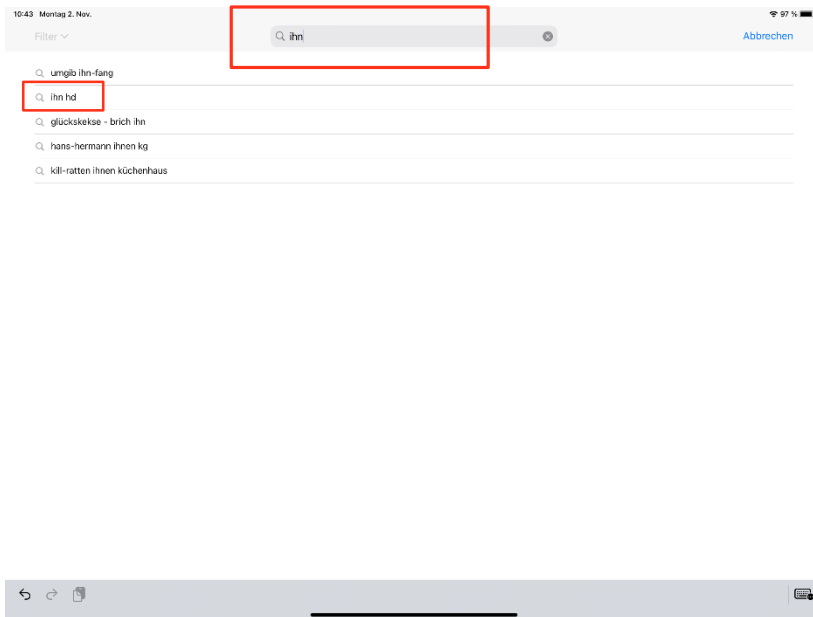 10:43 Montag 2. Nov. 97 %
Filter ihn Abbrechen
umgib ihn-fang
ihn hd
glückskekse - brich ihn
hans-hermann ihnen kg
kill-ratten ihnen küchenhaus